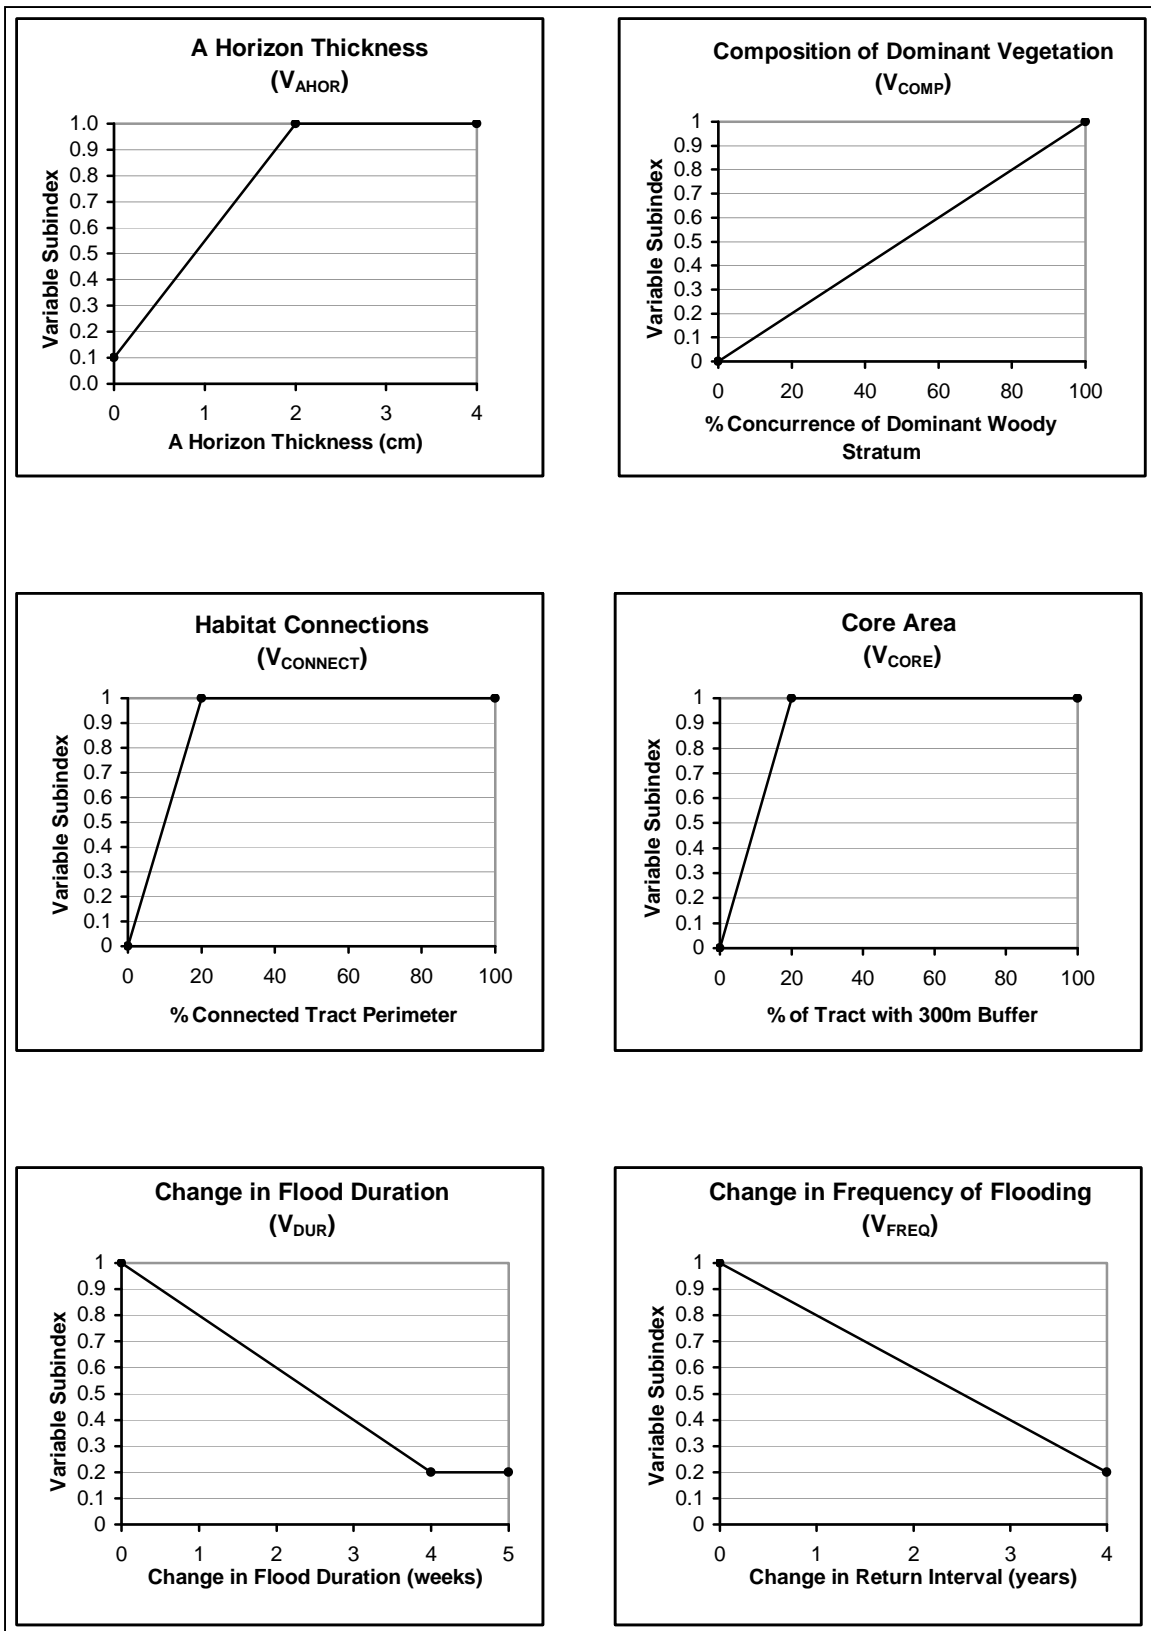 A Horizon Thickness
(VAHOR)
1.0
0.9
0.8
0.7
0.6
0.5
0.4
0.3
0.2
0.1
0.0
Variable Subindex
0 1 2 3 4
A Horizon Thickness (cm)
Composition of Dominant Vegetation
(VCOMP)
1
0.9
0.8
0.7
0.6
0.5
0.4
0.3
0.2
0.1
0
Variable Subindex
0 20 40 60 80 100
% Concurrence of Dominant Woody
Stratum
Habitat Connections
(VCONNECT)
1
0.9
0.8
0.7
0.6
0.5
0.4
0.3
0.2
0.1
0
Variable Subindex
0 20 40 60 80 100
% Connected Tract Perimeter
Core Area
(VCORE)
1
0.9
0.8
0.7
0.6
0.5
0.4
0.3
0.2
0.1
0
Variable Subindex
0 20 40 60 80 100
% of Tract with 300m Buffer
Change in Flood Duration
(VDUR)
1
0.9
0.8
0.7
0.6
0.5
0.4
0.3
0.2
0.1
0
Variable Subindex
0 1 2 3 4 5
Change in Flood Duration (weeks)
Change in Frequency of Flooding
(VFREQ)
1
0.9
0.8
0.7
0.6
0.5
0.4
0.3
0.2
0.1
0
Variable Subindex
0 1 2 3 4
Change in Return Interval (years)